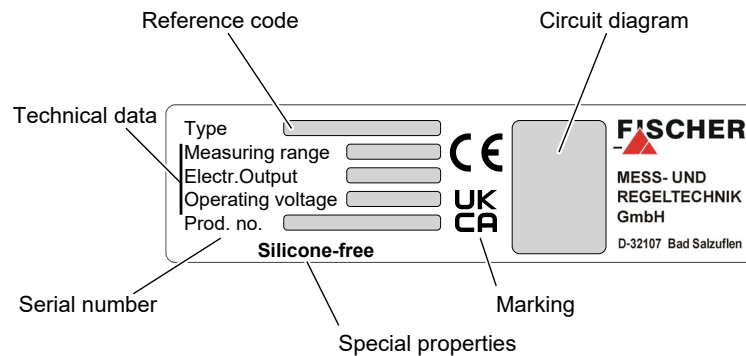 Reference code
Circuit diagram
Technical data
Type
Measuring range
Electr.Output
Operating voltage
Prod. no.
Silicone-free
CE
UK
CA
FISCHER
MESS- UND
REGELTECHNIK
GmbH
D-32107 Bad Salzuflen
Serial number
Marking
Special properties